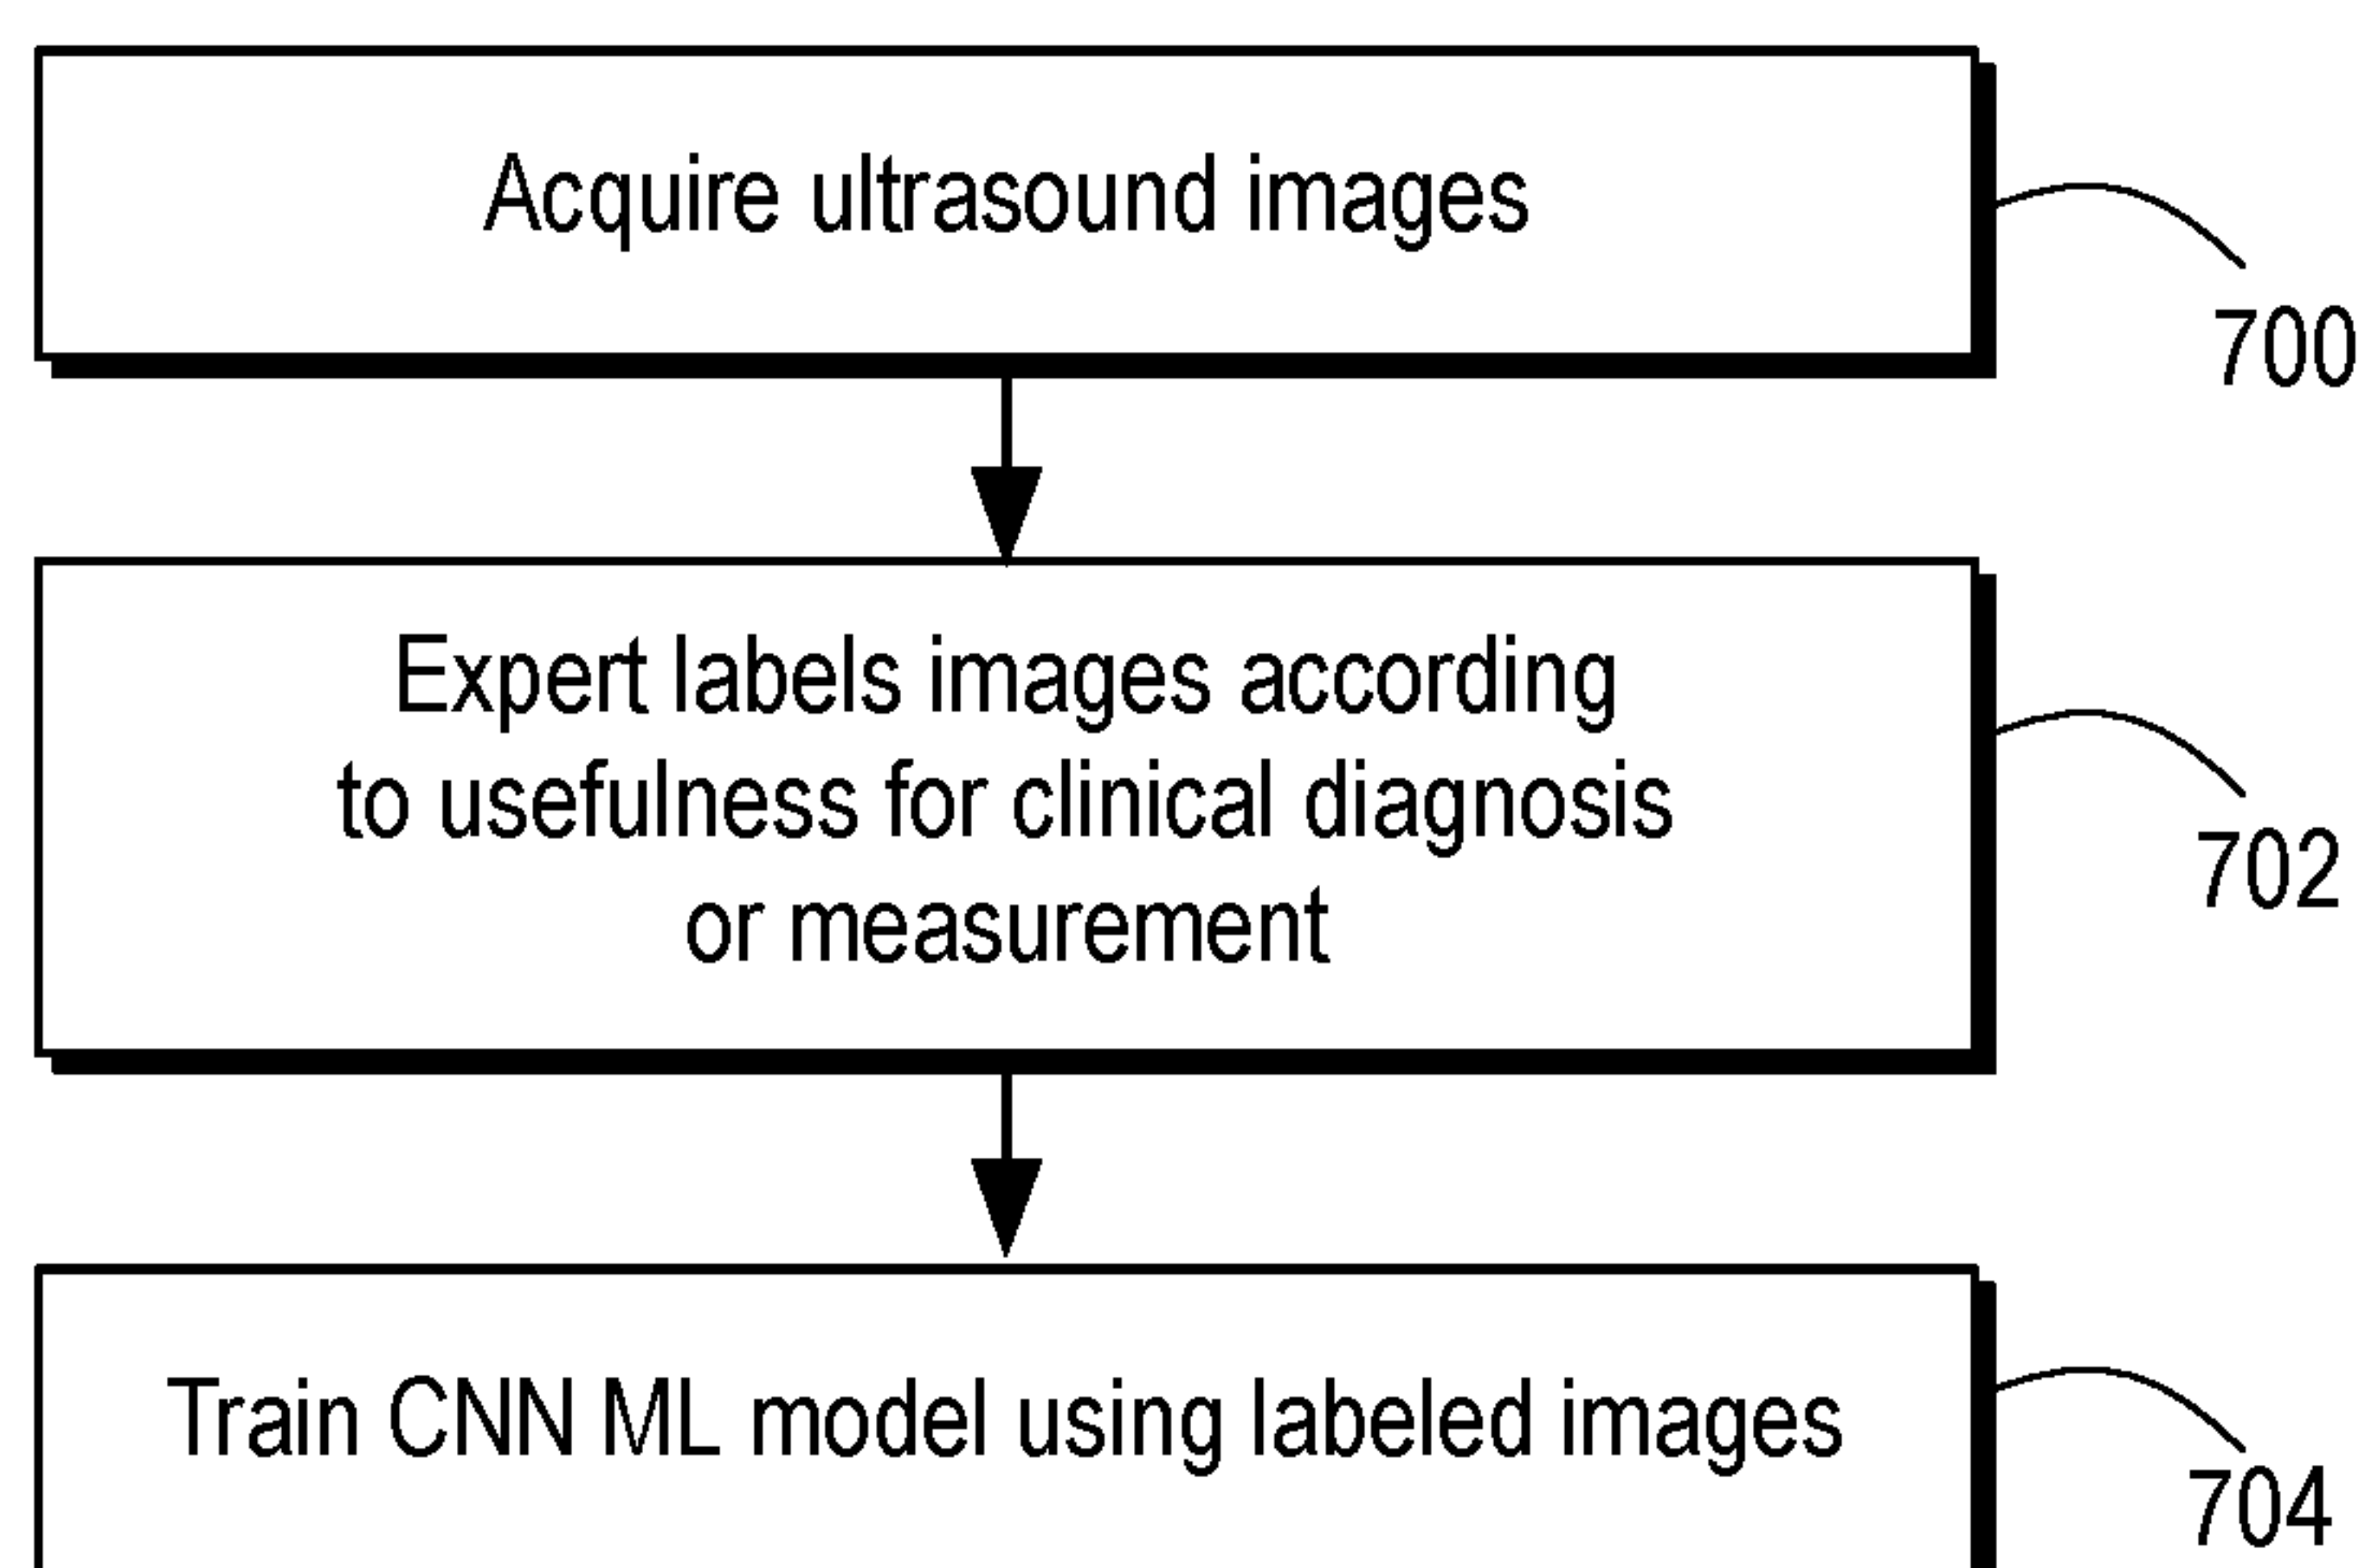 Acquire ultrasound images
700
Expert labels images according
to usefulness for clinical diagnosis
or measurement
702
Train CNN ML model using labeled images
704